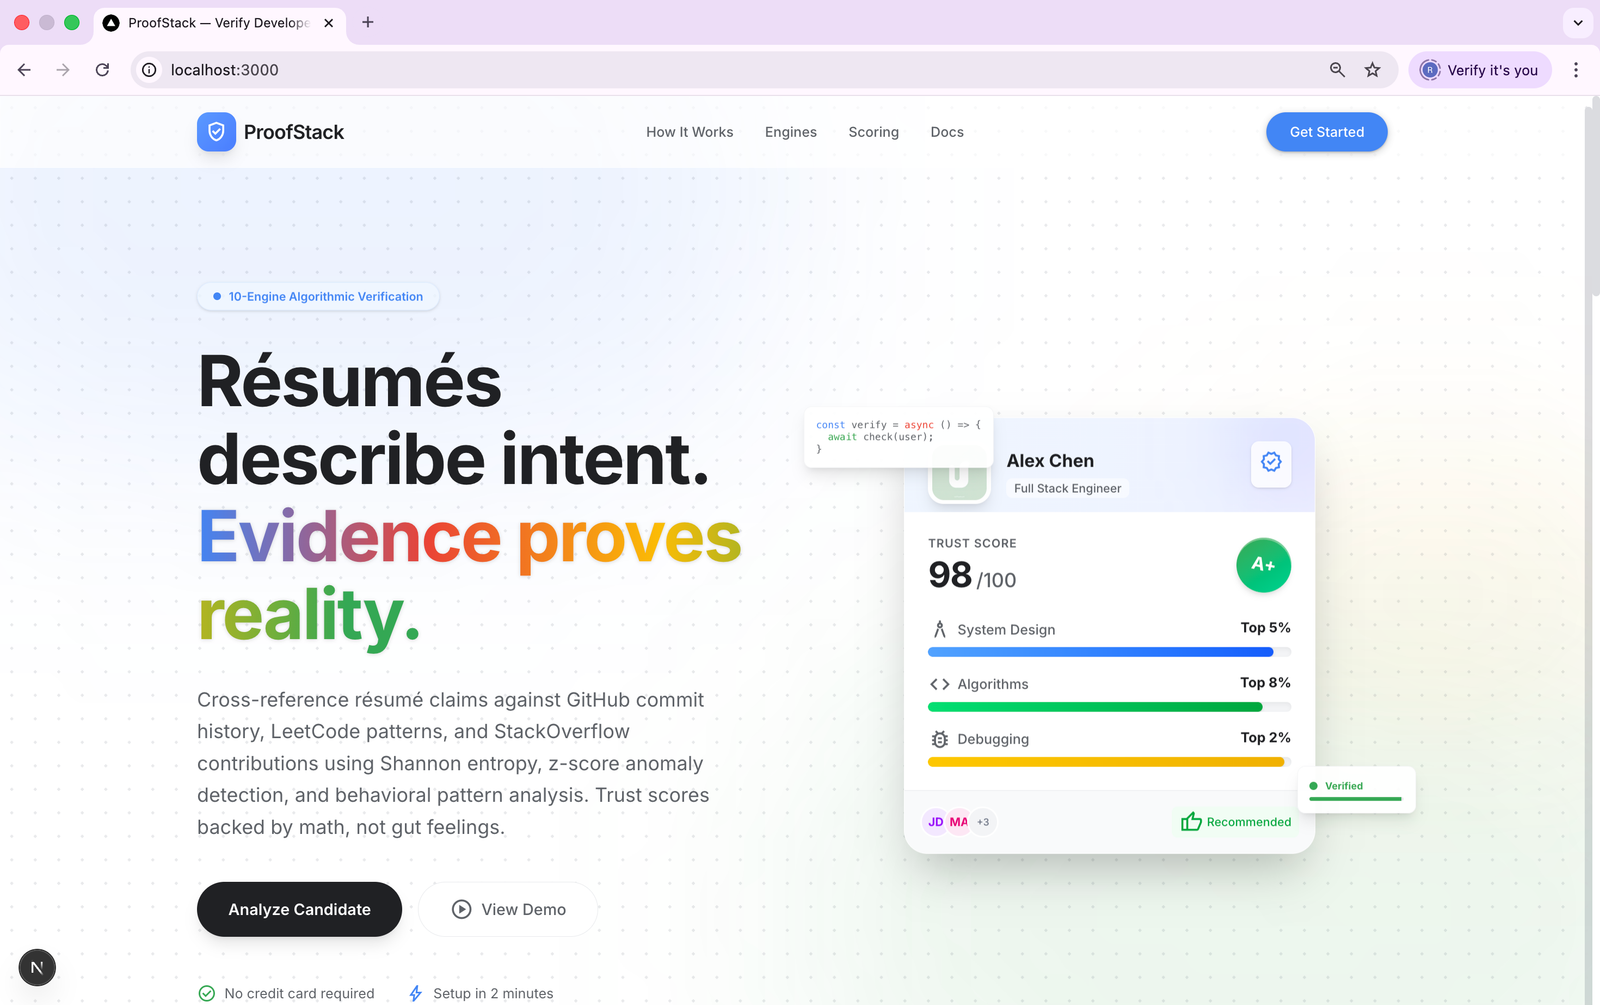 ProofStack — Verify Develope
localhost:3000
Verify it's you
ProofStack
How It Works
Engines
Scoring
Docs
Get Started
10-Engine Algorithmic Verification
Résumés
describe intent.
Evidence proves
reality.
Cross-reference résumé claims against GitHub commit
history, LeetCode patterns, and StackOverflow
contributions using Shannon entropy, z-score anomaly
detection, and behavioral pattern analysis. Trust scores
backed by math, not gut feelings.
Analyze Candidate
View Demo
No credit card required
Setup in 2 minutes
const verify = async () => {
await check(user);
}
Alex Chen
Full Stack Engineer
TRUST SCORE
98 /100
A+
System Design
Top 5%
Algorithms
Top 8%
Debugging
Top 2%
Verified
JD
MA
+3
Recommended
R
N